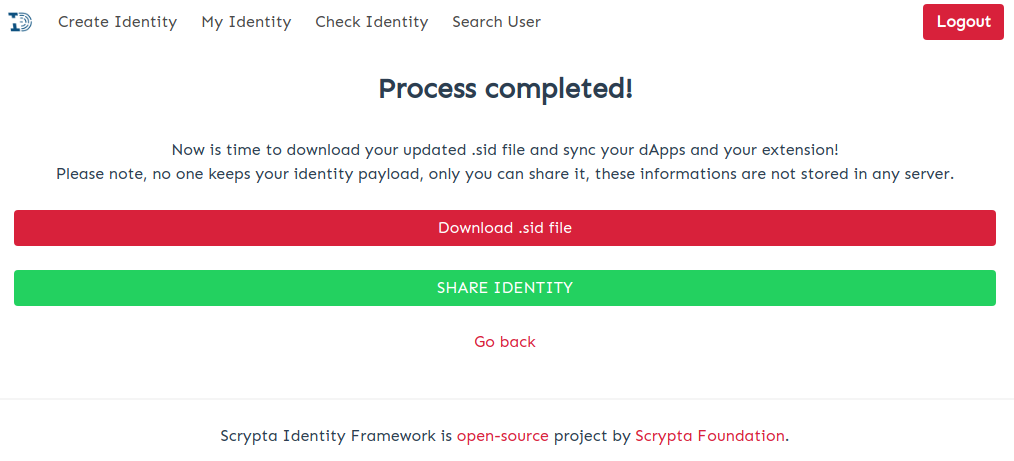 Create Identity My Identity Check Identity Search User Logout
Process completed!
Now is time to download your updated .sid file and sync your dApps and your extension!
Please note, no one keeps your identity payload, only you can share it, these informations are not stored in any server.
Download .sid file
SHARE IDENTITY
Go back
Scrypta Identity Framework is open-source project by Scrypta Foundation.